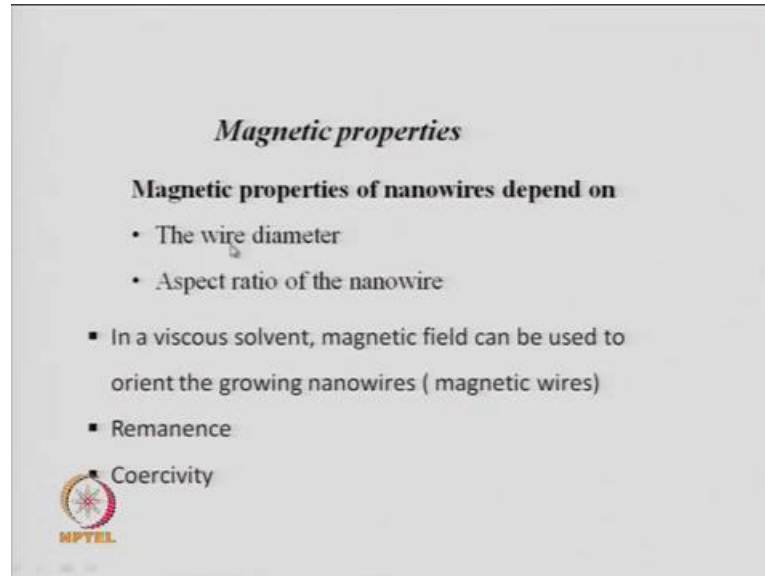 Magnetic properties
Magnetic properties of nanowires depend on
• The wire diameter
• Aspect ratio of the nanowire
▪ In a viscous solvent, magnetic field can be used to
orient the growing nanowires ( magnetic wires)
▪ Remanence
▪ Coercivity
NPTEL